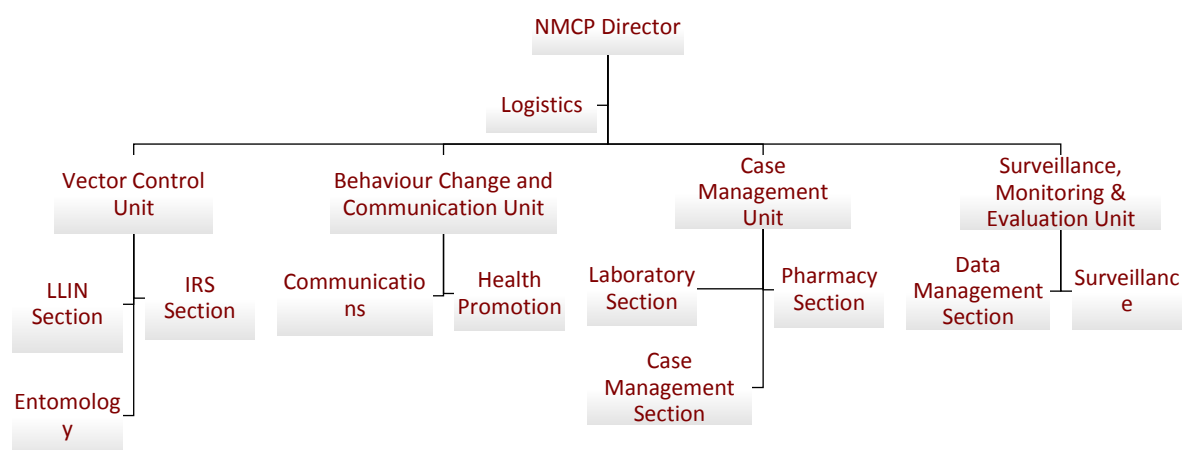 NMCP Director
Logistics
Vector Control
Unit
Behaviour Change and
Communication Unit
Case
Management
Unit
Surveillance,
Monitoring &
Evaluation Unit
LLIN
Section
IRS
Section
Entomolog
y
Communicatio
ns
Health
Promotion
Laboratory
Section
Pharmacy
Section
Case
Management
Section
Data
Management
Section
Surveillanc
e